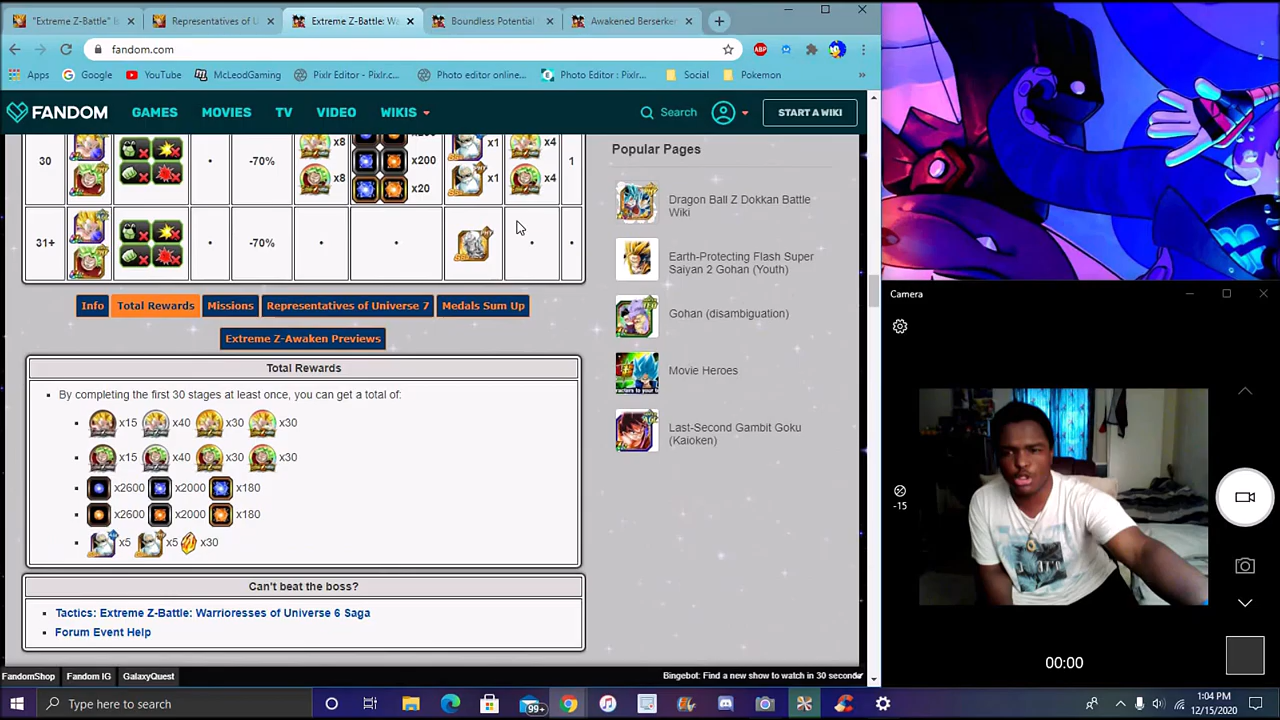 "Extreme Z-Battle" Is
Representatives of U
Extreme Z-Battle: Wa
Boundless Potential
Awakened Berserker
fandom.com
ABP
Apps
Google
YouTube
McLeodGaming
Pixlr Editor - Pixlr.c...
Photo editor online...
Photo Editor : Pixlr...
Social
Pokemon
FANDOM
GAMES
MOVIES
TV
VIDEO
WIKIS
Search
START A WIKI
30
-70%
x8
x8
x200
x20
x1
x1
x4
x4
1
31+
-70%
Info
Total Rewards
Missions
Representatives of Universe 7
Medals Sum Up
Extreme Z-Awaken Previews
Total Rewards
By completing the first 30 stages at least once, you can get a total of:
x15 x40 x30 x30
x15 x40 x30 x30
x2600 x2000 x180
x2600 x2000 x180
x5 x5 x30
Can't beat the boss?
Tactics: Extreme Z-Battle: Warrioresses of Universe 6 Saga
Forum Event Help
Popular Pages
Dragon Ball Z Dokkan Battle
Wiki
Earth-Protecting Flash Super
Saiyan 2 Gohan (Youth)
Gohan (disambiguation)
Movie Heroes
Last-Second Gambit Goku
(Kaioken)
FandomShop
Fandom IG
GalaxyQuest
Bingebot: Find a new show to watch in 30 seconds
Camera
-15
00:00
Type here to search
99+
1:04 PM
12/15/2020